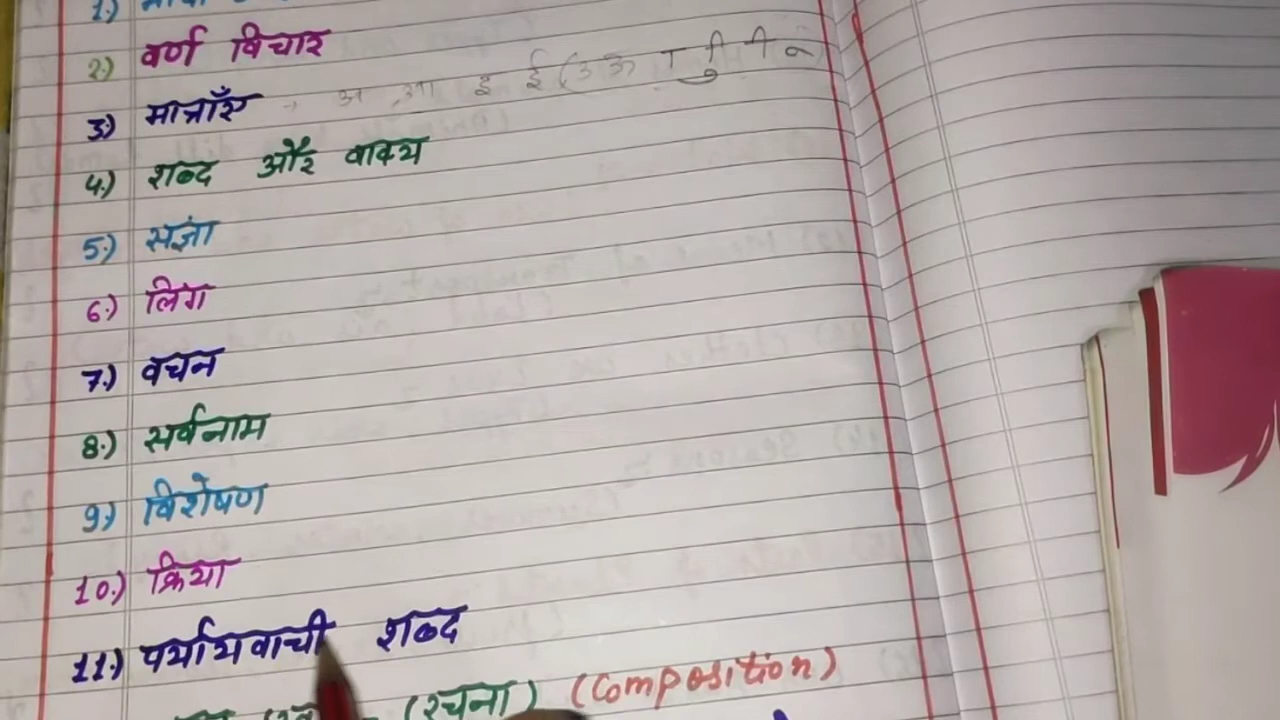 1.)
2.) वर्ण विचार
3.) मात्राएँ अ आ इ ई (उ ऊ
4.) शब्द और वाक्य
5.) संज्ञा
6.) लिंग
7.) वचन
8.) सर्वनाम
9.) विशेषण
10.) क्रिया
11.) पर्यायवाची शब्द
(रचना) (Composition)